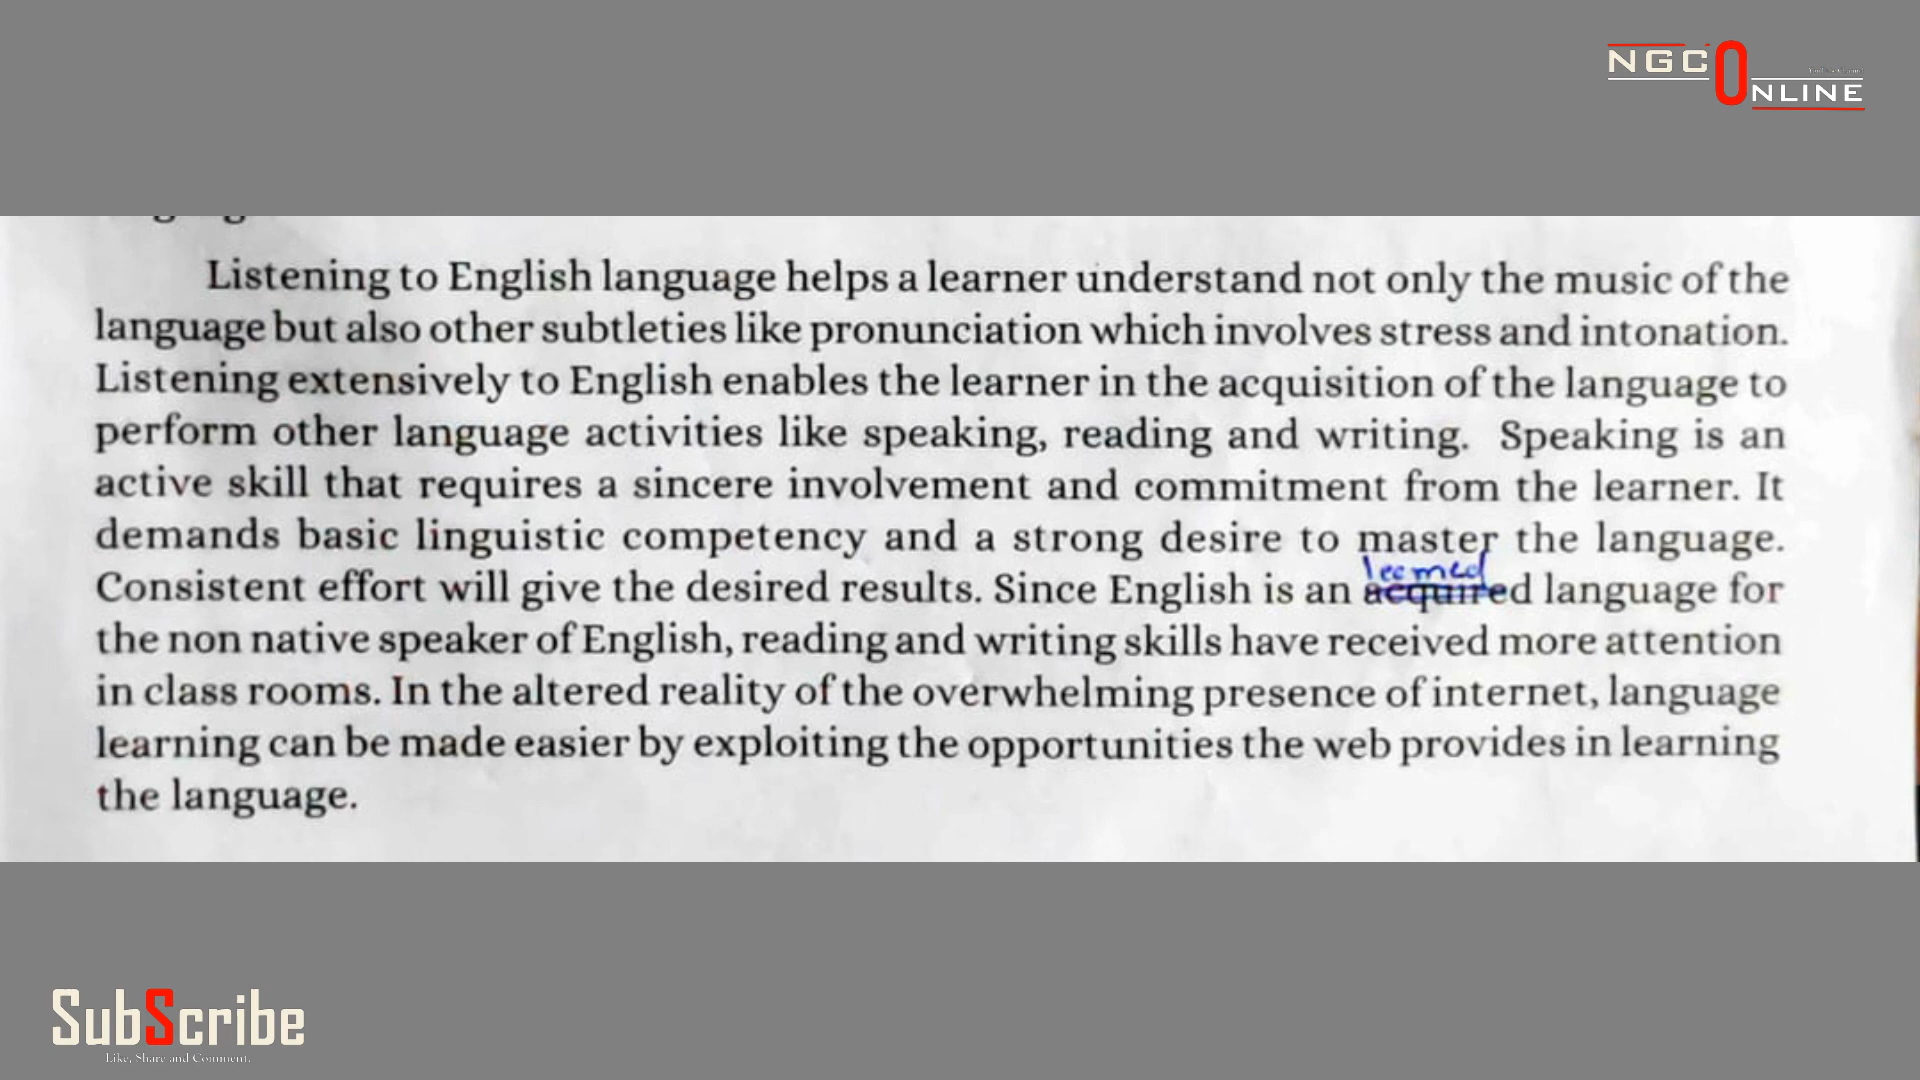 NGC ONLINE
Listening to English language helps a learner understand not only the music of the
language but also other subtleties like pronunciation which involves stress and intonation.
Listening extensively to English enables the learner in the acquisition of the language to
perform other language activities like speaking, reading and writing. Speaking is an
active skill that requires a sincere involvement and commitment from the learner. It
demands basic linguistic competency and a strong desire to master the language.
learned
Consistent effort will give the desired results. Since English is an acquired language for
the non native speaker of English, reading and writing skills have received more attention
in class rooms. In the altered reality of the overwhelming presence of internet, language
learning can be made easier by exploiting the opportunities the web provides in learning
the language.
SubScribe
Like, Share and Comment.